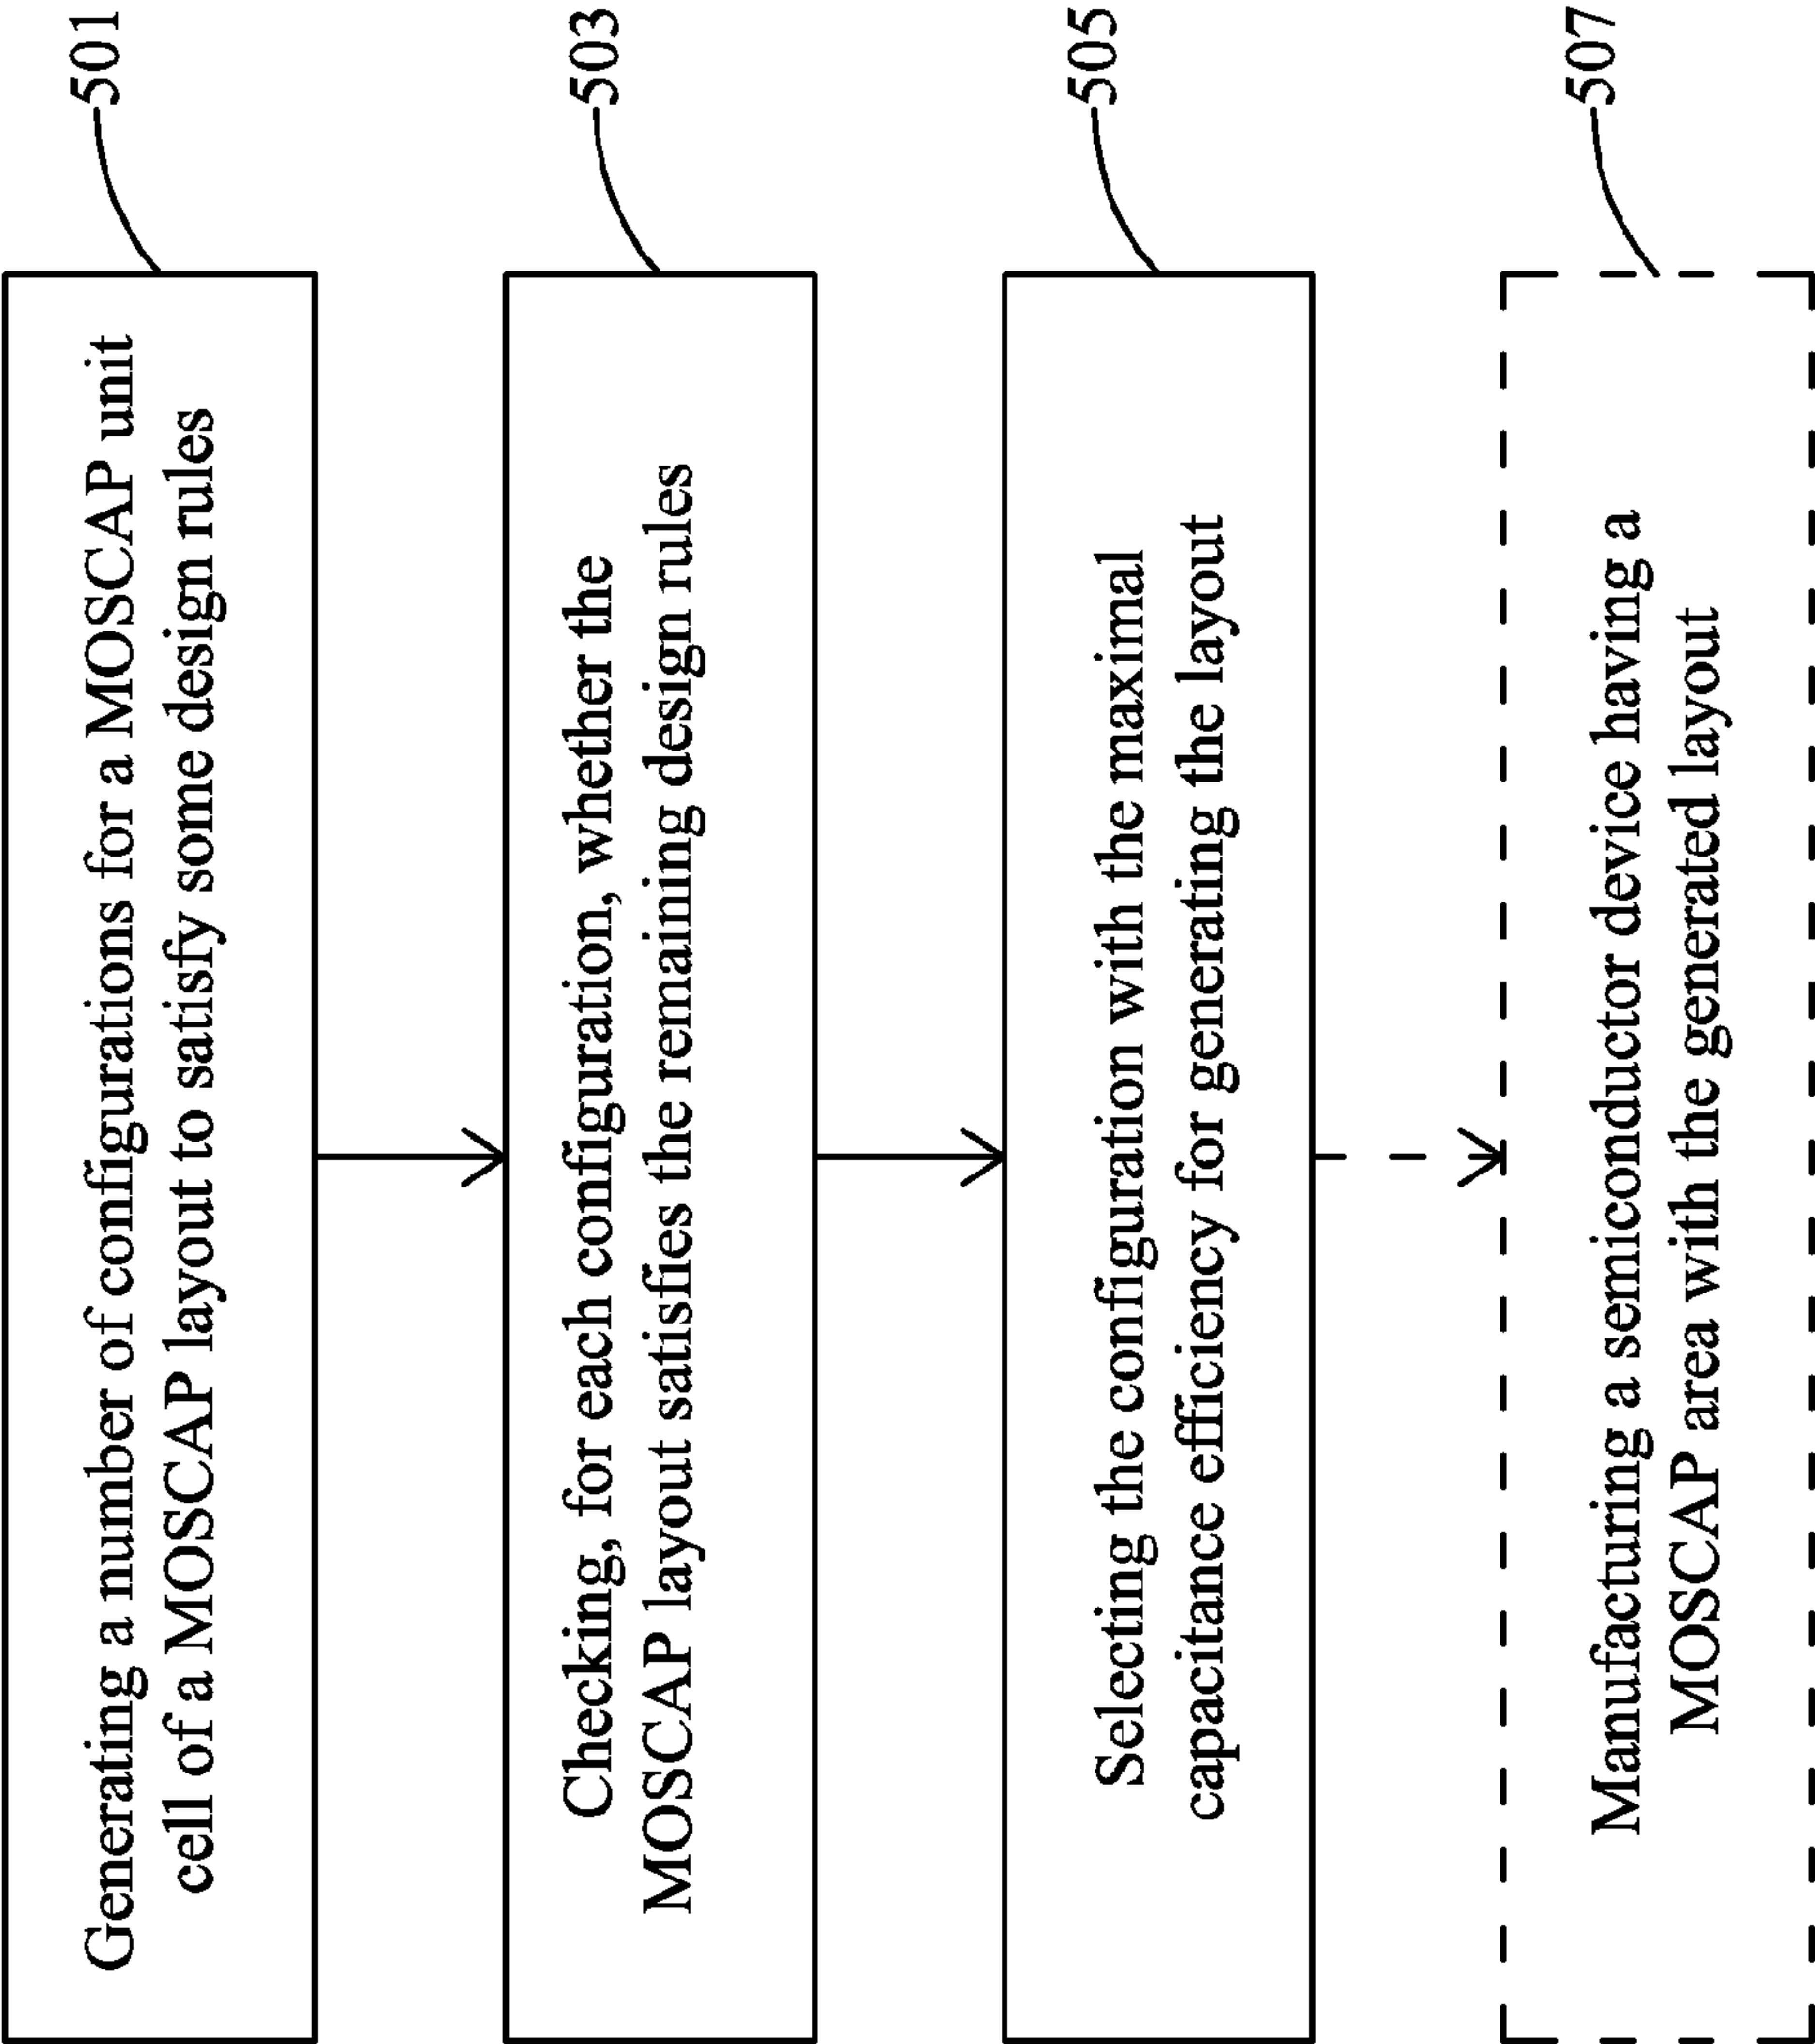 Generating a number of configurations for a MOSCAP unit
cell of a MOSCAP layout to satisfy some design rules
501
Checking, for each configuration, whether the
MOSCAP layout satisfies the remaining design rules
503
Selecting the configuration with the maximal
capacitance efficiency for generating the layout
505
Manufacturing a semiconductor device having a
MOSCAP area with the generated layout
507